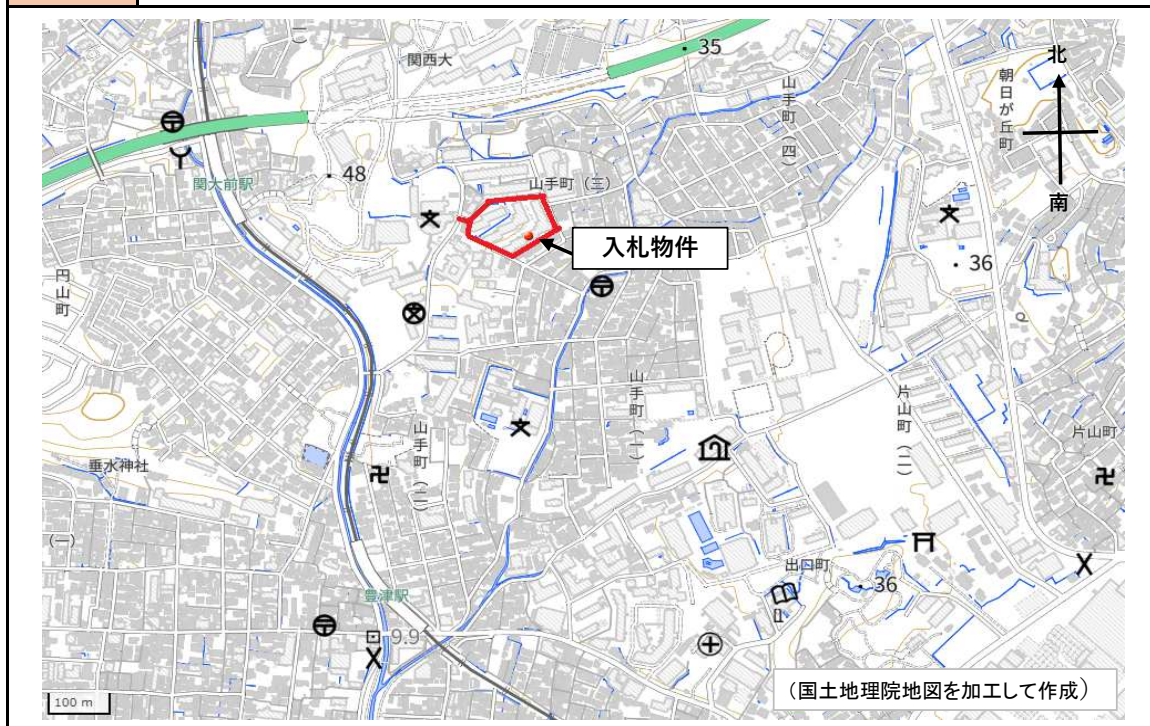 関西大
35
山手町（四）
朝日が丘町
北
南
関大前駅
48
山手町（三）
入札物件
36
円山町
山手町（一）
片山町（二）
片山町
垂水神社
山手町（二）
（一）
出口町
36
豊津駅
9.9
100 m
（国土地理院地図を加工して作成）